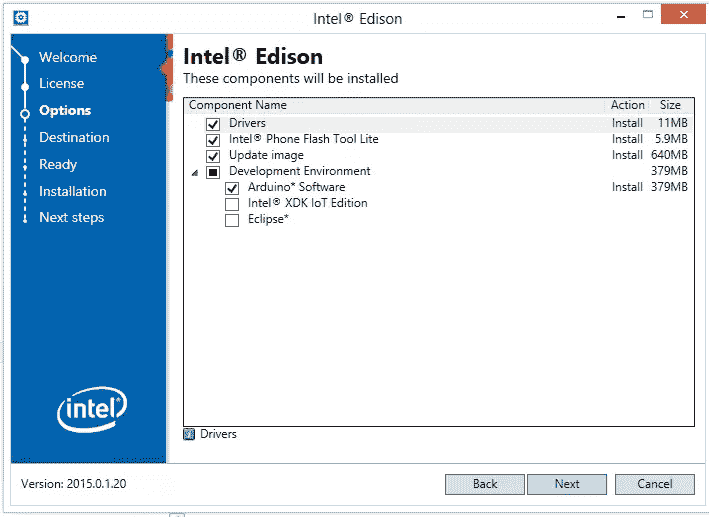 Intel® Edison
Welcome
License
Options
Destination
Ready
Installation
Next steps
intel
Intel® Edison
These components will be installed
Component Name Action Size
Drivers Install 11MB
Intel® Phone Flash Tool Lite Install 5.9MB
Update image Install 640MB
Development Environment 379MB
Arduino* Software Install 379MB
Intel® XDK IoT Edition
Eclipse*
Drivers
Version: 2015.0.1.20 Back Next Cancel